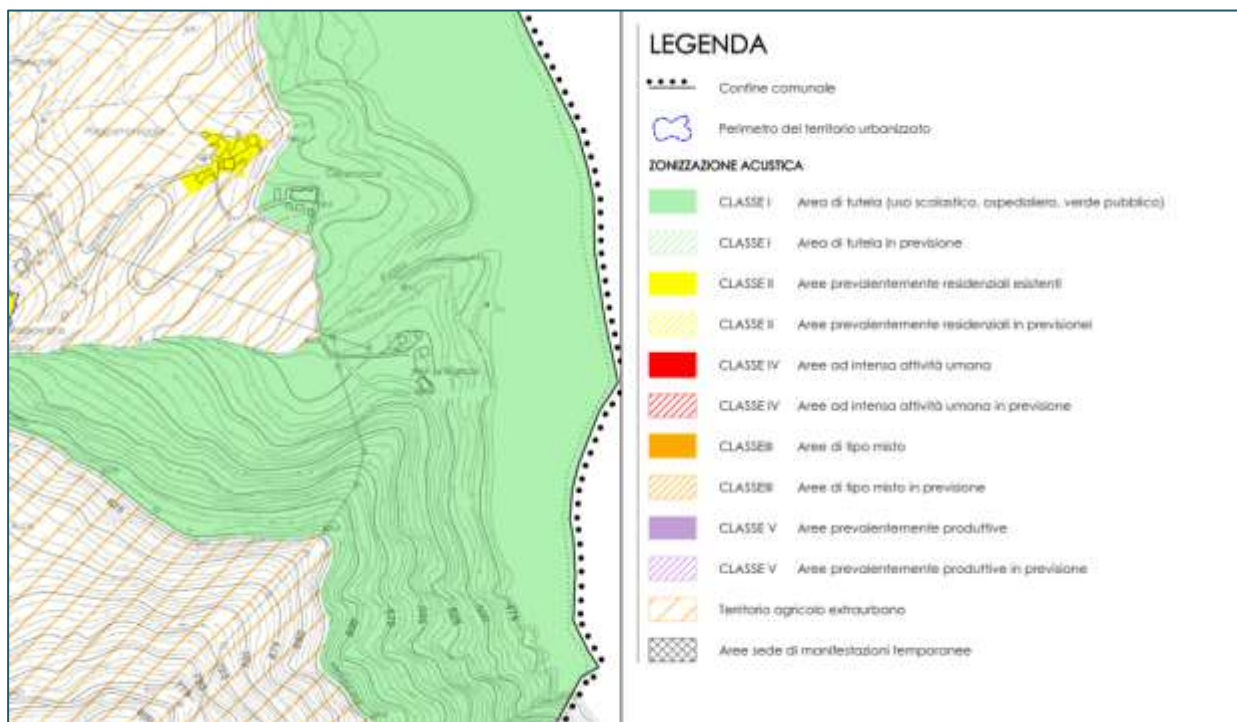 LEGENDA
Confine comunale
Perimetro del territorio urbanizzato
ZONIZZAZIONE ACUSTICA
CLASSE I Area di tutela (uso scolastico, ospedaliero, verde pubblico)
CLASSE I Area di tutela in previsione
CLASSE II Aree prevalentemente residenziali esistenti
CLASSE II Aree prevalentemente residenziali in previsionei
CLASSE IV Aree ad intensa attività umana
CLASSE IV Aree ad intensa attività umana in previsione
CLASSEIII Aree di tipo misto
CLASSEIII Aree di tipo misto in previsione
CLASSE V Aree prevalentemente produttive
CLASSE V Aree prevalentemente produttive in previsione
Territorio agricolo extraurbano
Aree sede di manifestazioni temporanee